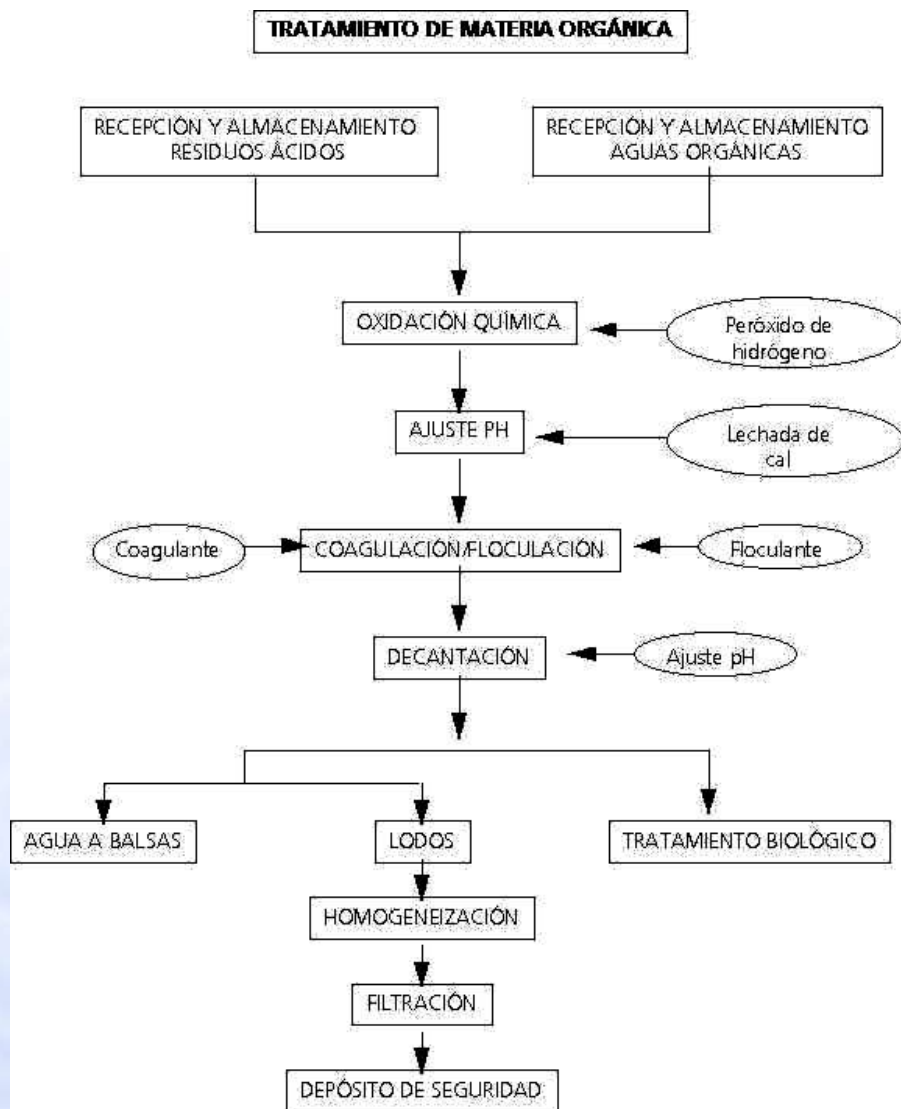 TRATAMIENTO DE MATERIA ORGÁNICA
RECEPCIÓN Y ALMACENAMIENTO
RESIDUOS ÁCIDOS
RECEPCIÓN Y ALMACENAMIENTO
AGUAS ORGÁNICAS
OXIDACIÓN QUÍMICA
Peróxido de
hidrógeno
AJUSTE PH
Lechada de
cal
Coagulante
COAGULACIÓN/FLOCULACIÓN
Floculante
DECANTACIÓN
Ajuste pH
AGUA A BALSAS
LODOS
TRATAMIENTO BIOLÓGICO
HOMOGENEIZACIÓN
FILTRACIÓN
DEPÓSITO DE SEGURIDAD